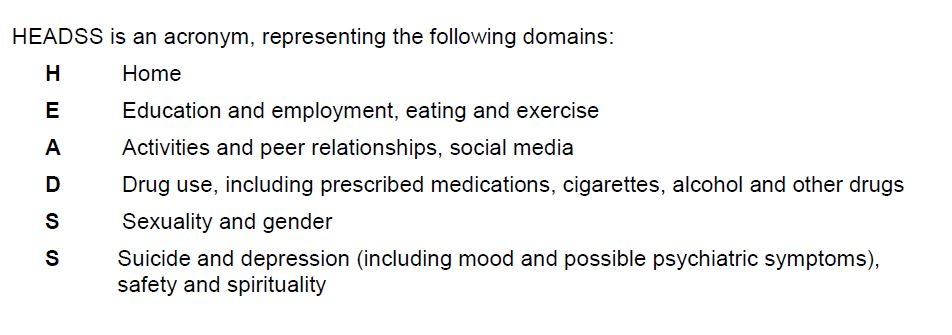 HEADSS is an acronym, representing the following domains:
H Home
E Education and employment, eating and exercise
A Activities and peer relationships, social media
D Drug use, including prescribed medications, cigarettes, alcohol and other drugs
S Sexuality and gender
S Suicide and depression (including mood and possible psychiatric symptoms),
safety and spirituality